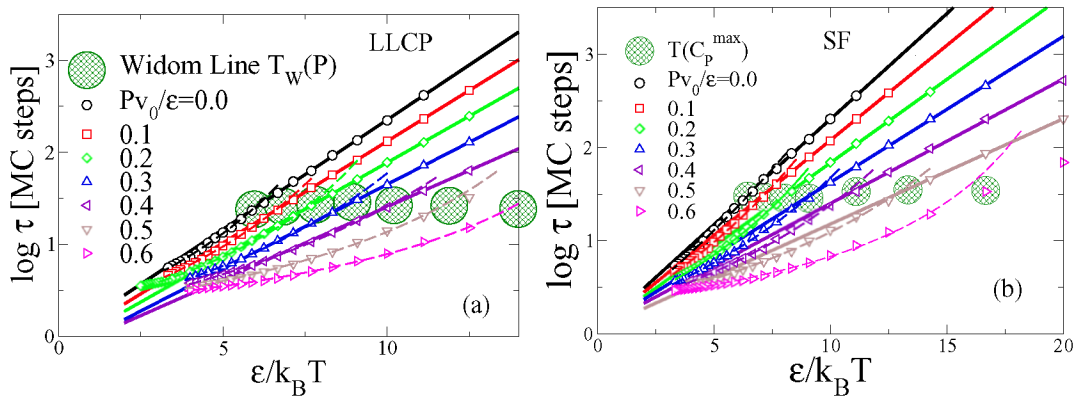 LLCP
Widom Line T_W(P)
Pv_0/ε=0.0
0.1
0.2
0.3
0.4
0.5
0.6
log τ [MC steps]
3
2
1
0
(a)
0
5
10
ε/k_BT
SF
T(C_P^max)
Pv_0/ε=0.0
0.1
0.2
0.3
0.4
0.5
0.6
log τ [MC steps]
3
2
1
0
(b)
0
5
10
15
20
ε/k_BT